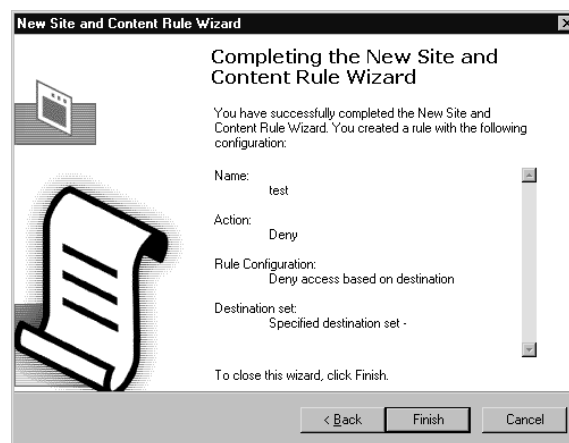 New Site and Content Rule Wizard
Completing the New Site and
Content Rule Wizard
You have successfully completed the New Site and
Content Rule Wizard. You created a rule with the following
configuration:
Name:
test
Action:
Deny
Rule Configuration:
Deny access based on destination
Destination set:
Specified destination set -
To close this wizard, click Finish.
< Back
Finish
Cancel